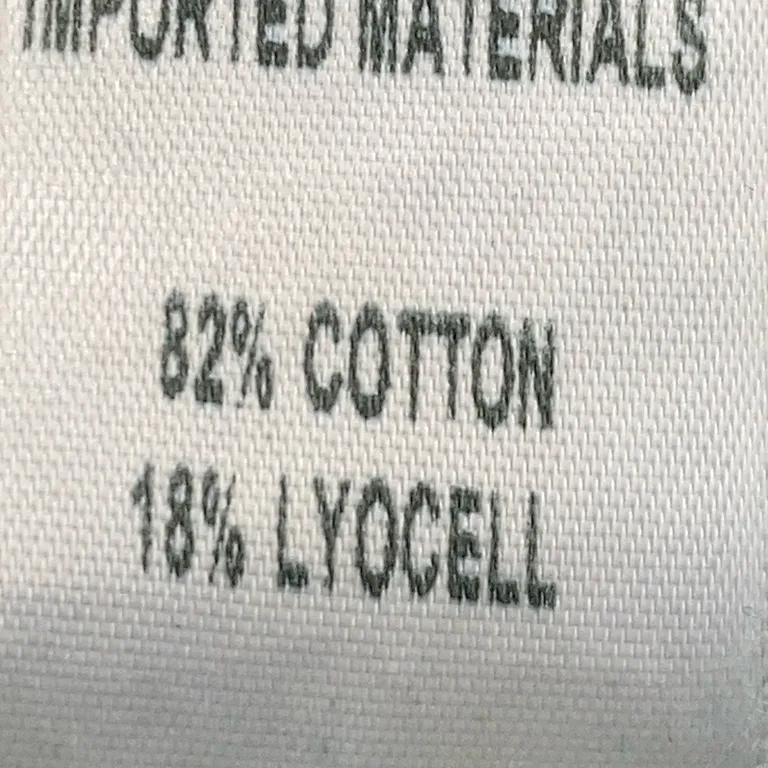 IMPORTED MATERIALS
82% COTTON
18% LYOCELL